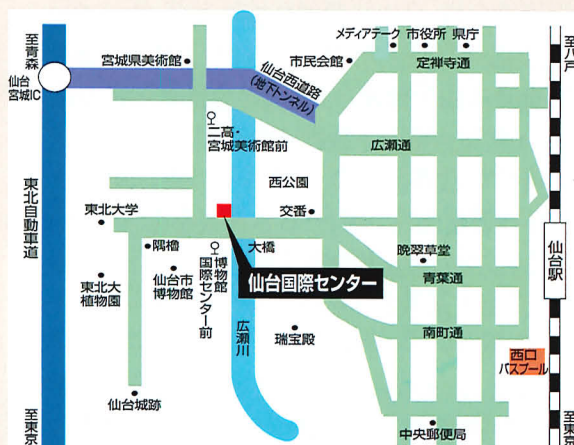 至青森
仙台
宮城IC
東北自動車道
至東京
宮城県美術館
仙台西道路
(地下トンネル)
市民会館
メディアテーク
市役所
県庁
定禅寺通
至八戸
二高・
宮城美術館前
広瀬通
西公園
東北大学
交番
隅櫓
大橋
晩翠草堂
仙台駅
東北大
植物園
仙台市
博物館
博物館
国際センター前
仙台国際センター
青葉通
広瀬川
瑞宝殿
南町通
西口
バスプール
仙台城跡
中央郵便局
至東京